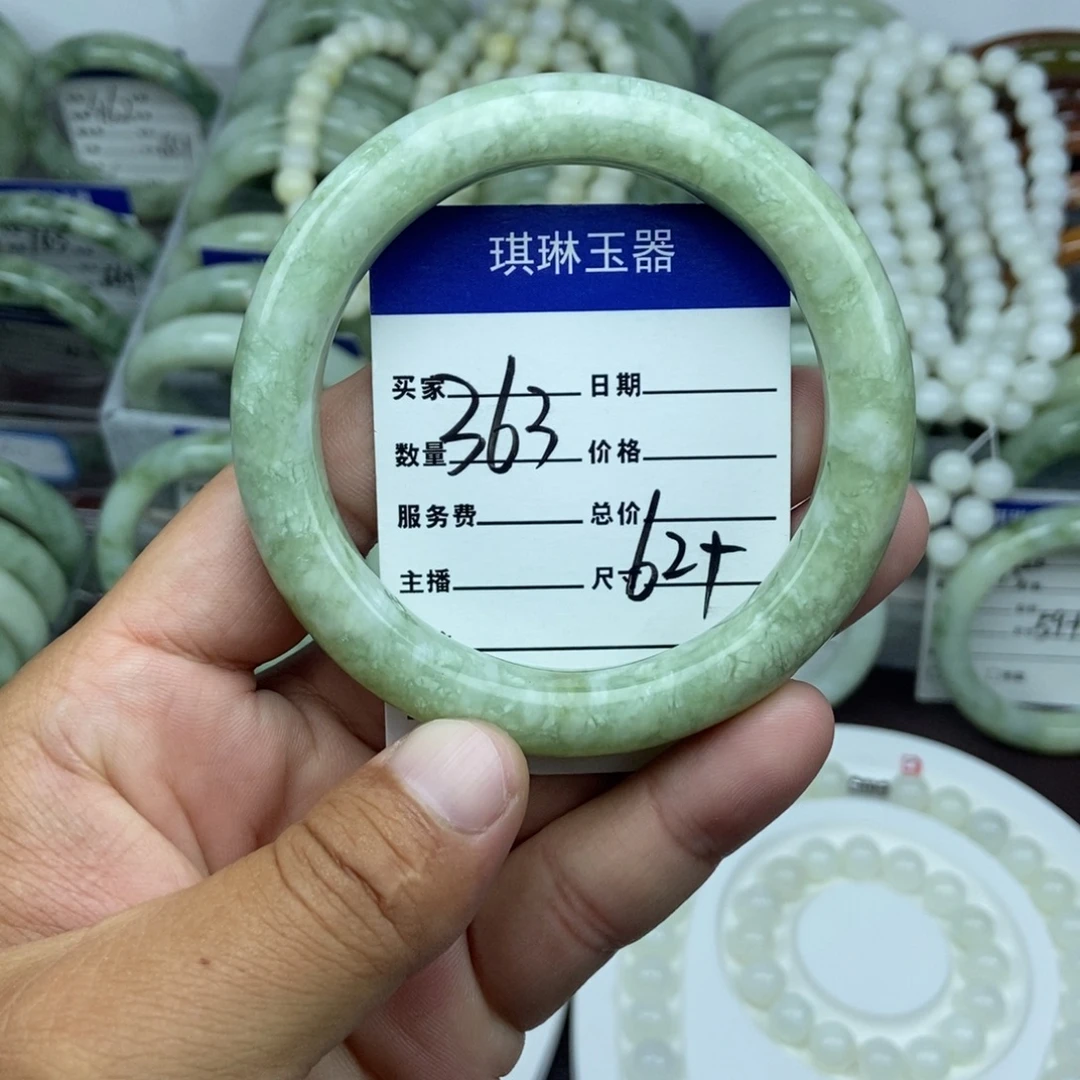 琪琳玉器
买家 日期
363
数量 价格
服务费 总价
62+
主播 尺寸
59+